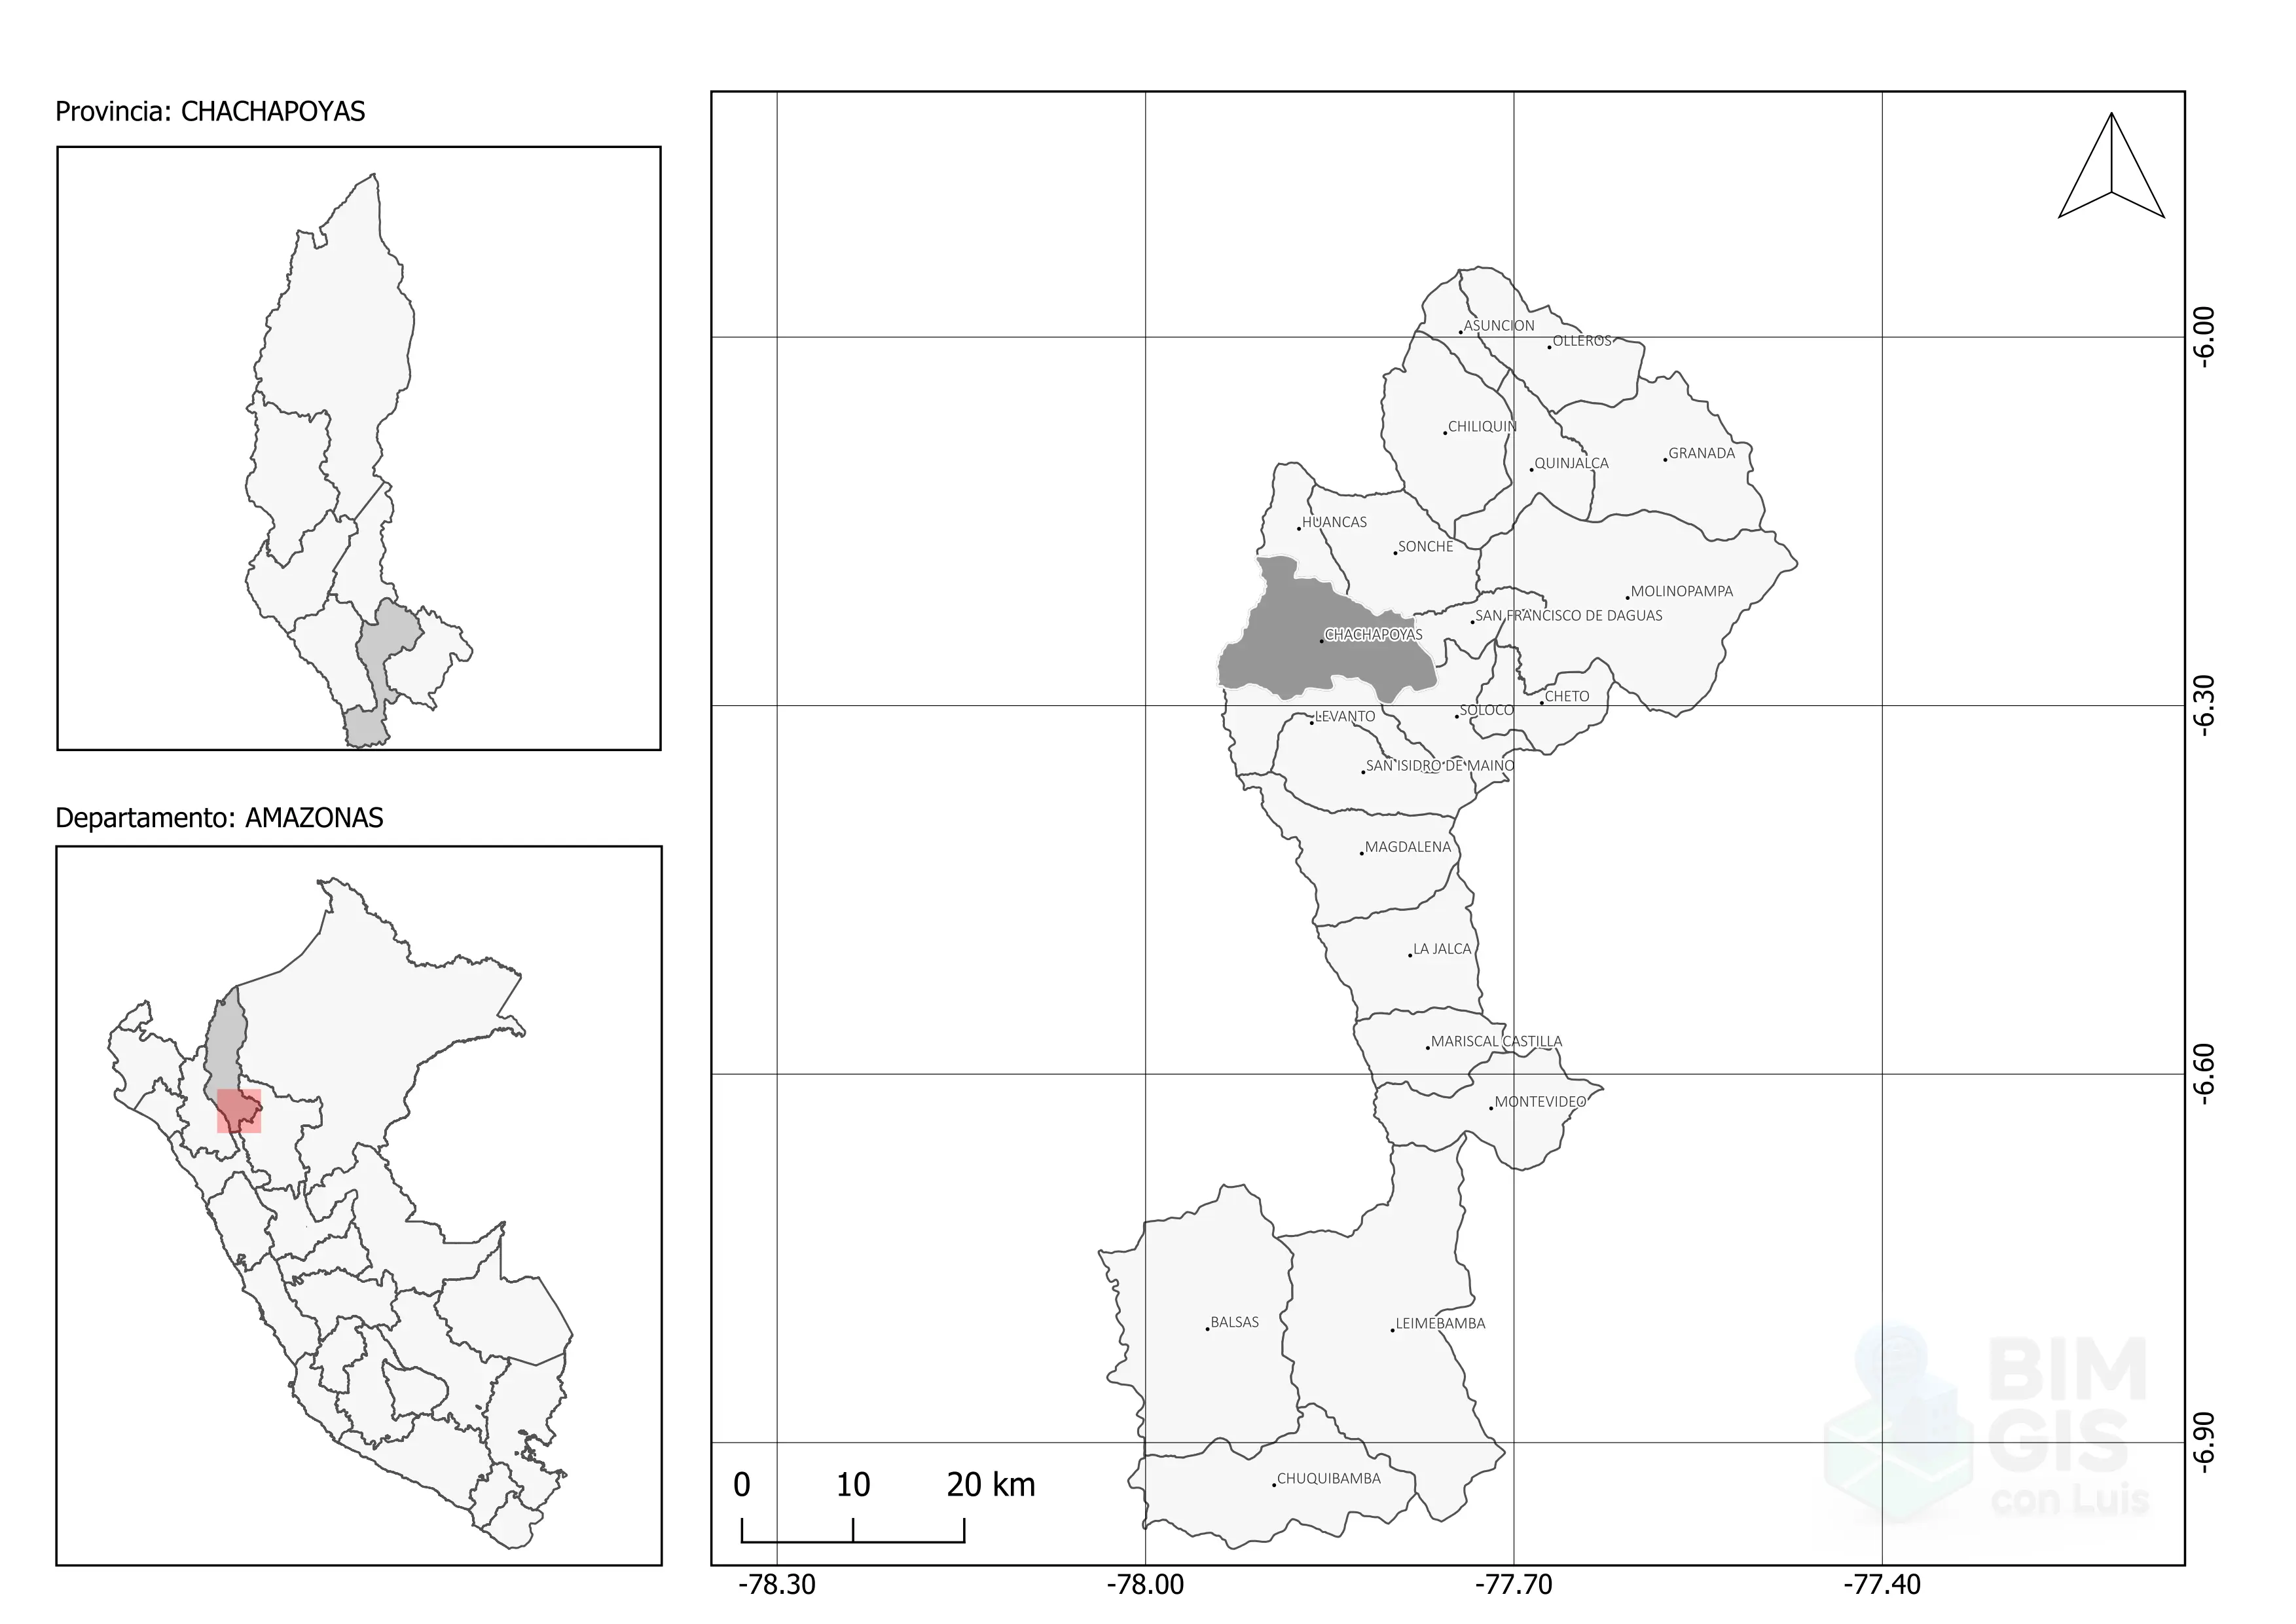 Provincia: CHACHAPOYAS
Departamento: AMAZONAS
ASUNCION
OLLEROS
CHILIQUIN
QUINJALCA
GRANADA
HUANCAS
SONCHE
MOLINOPAMPA
SAN FRANCISCO DE DAGUAS
CHACHAPOYAS
CHETO
SOLOCO
LEVANTO
SAN ISIDRO DE MAINO
MAGDALENA
LA JALCA
MARISCAL CASTILLA
MONTEVIDEO
BALSAS
LEIMEBAMBA
CHUQUIBAMBA
0 10 20 km
-78.30 -78.00 -77.70 -77.40
-6.00
-6.30
-6.60
-6.90
BIM
GIS
con Luis